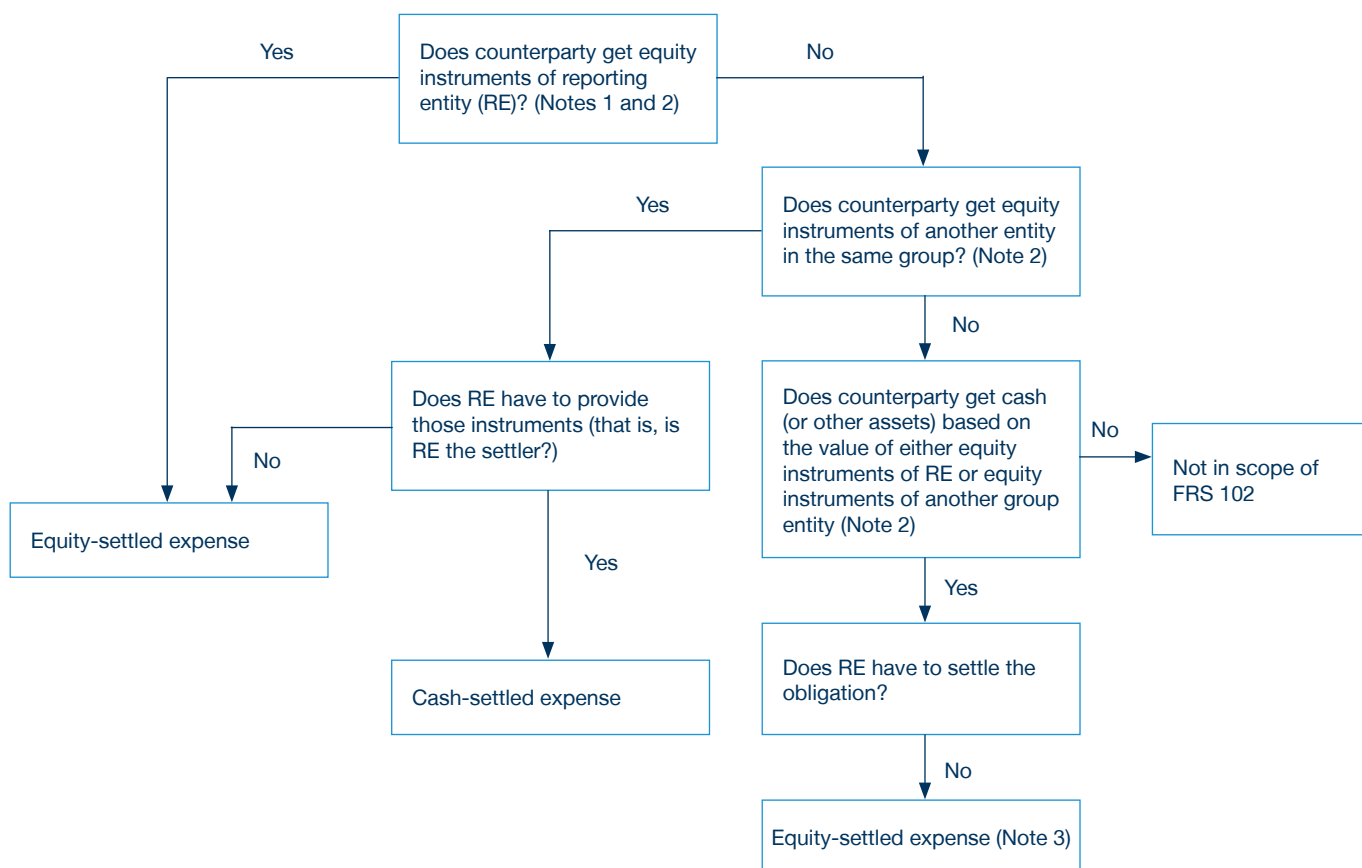 Yes
Does counterparty get equity
instruments of reporting
entity (RE)? (Notes 1 and 2)
No
Yes
Does counterparty get equity
instruments of another entity
in the same group? (Note 2)
No
Does RE have to provide
those instruments (that is, is
RE the settler?)
No
Does counterparty get cash
(or other assets) based on
the value of either equity
instruments of RE or equity
instruments of another group
entity (Note 2)
No
Not in scope of
FRS 102
Equity-settled expense
Yes
Yes
Cash-settled expense
Does RE have to settle the
obligation?
No
Equity-settled expense (Note 3)